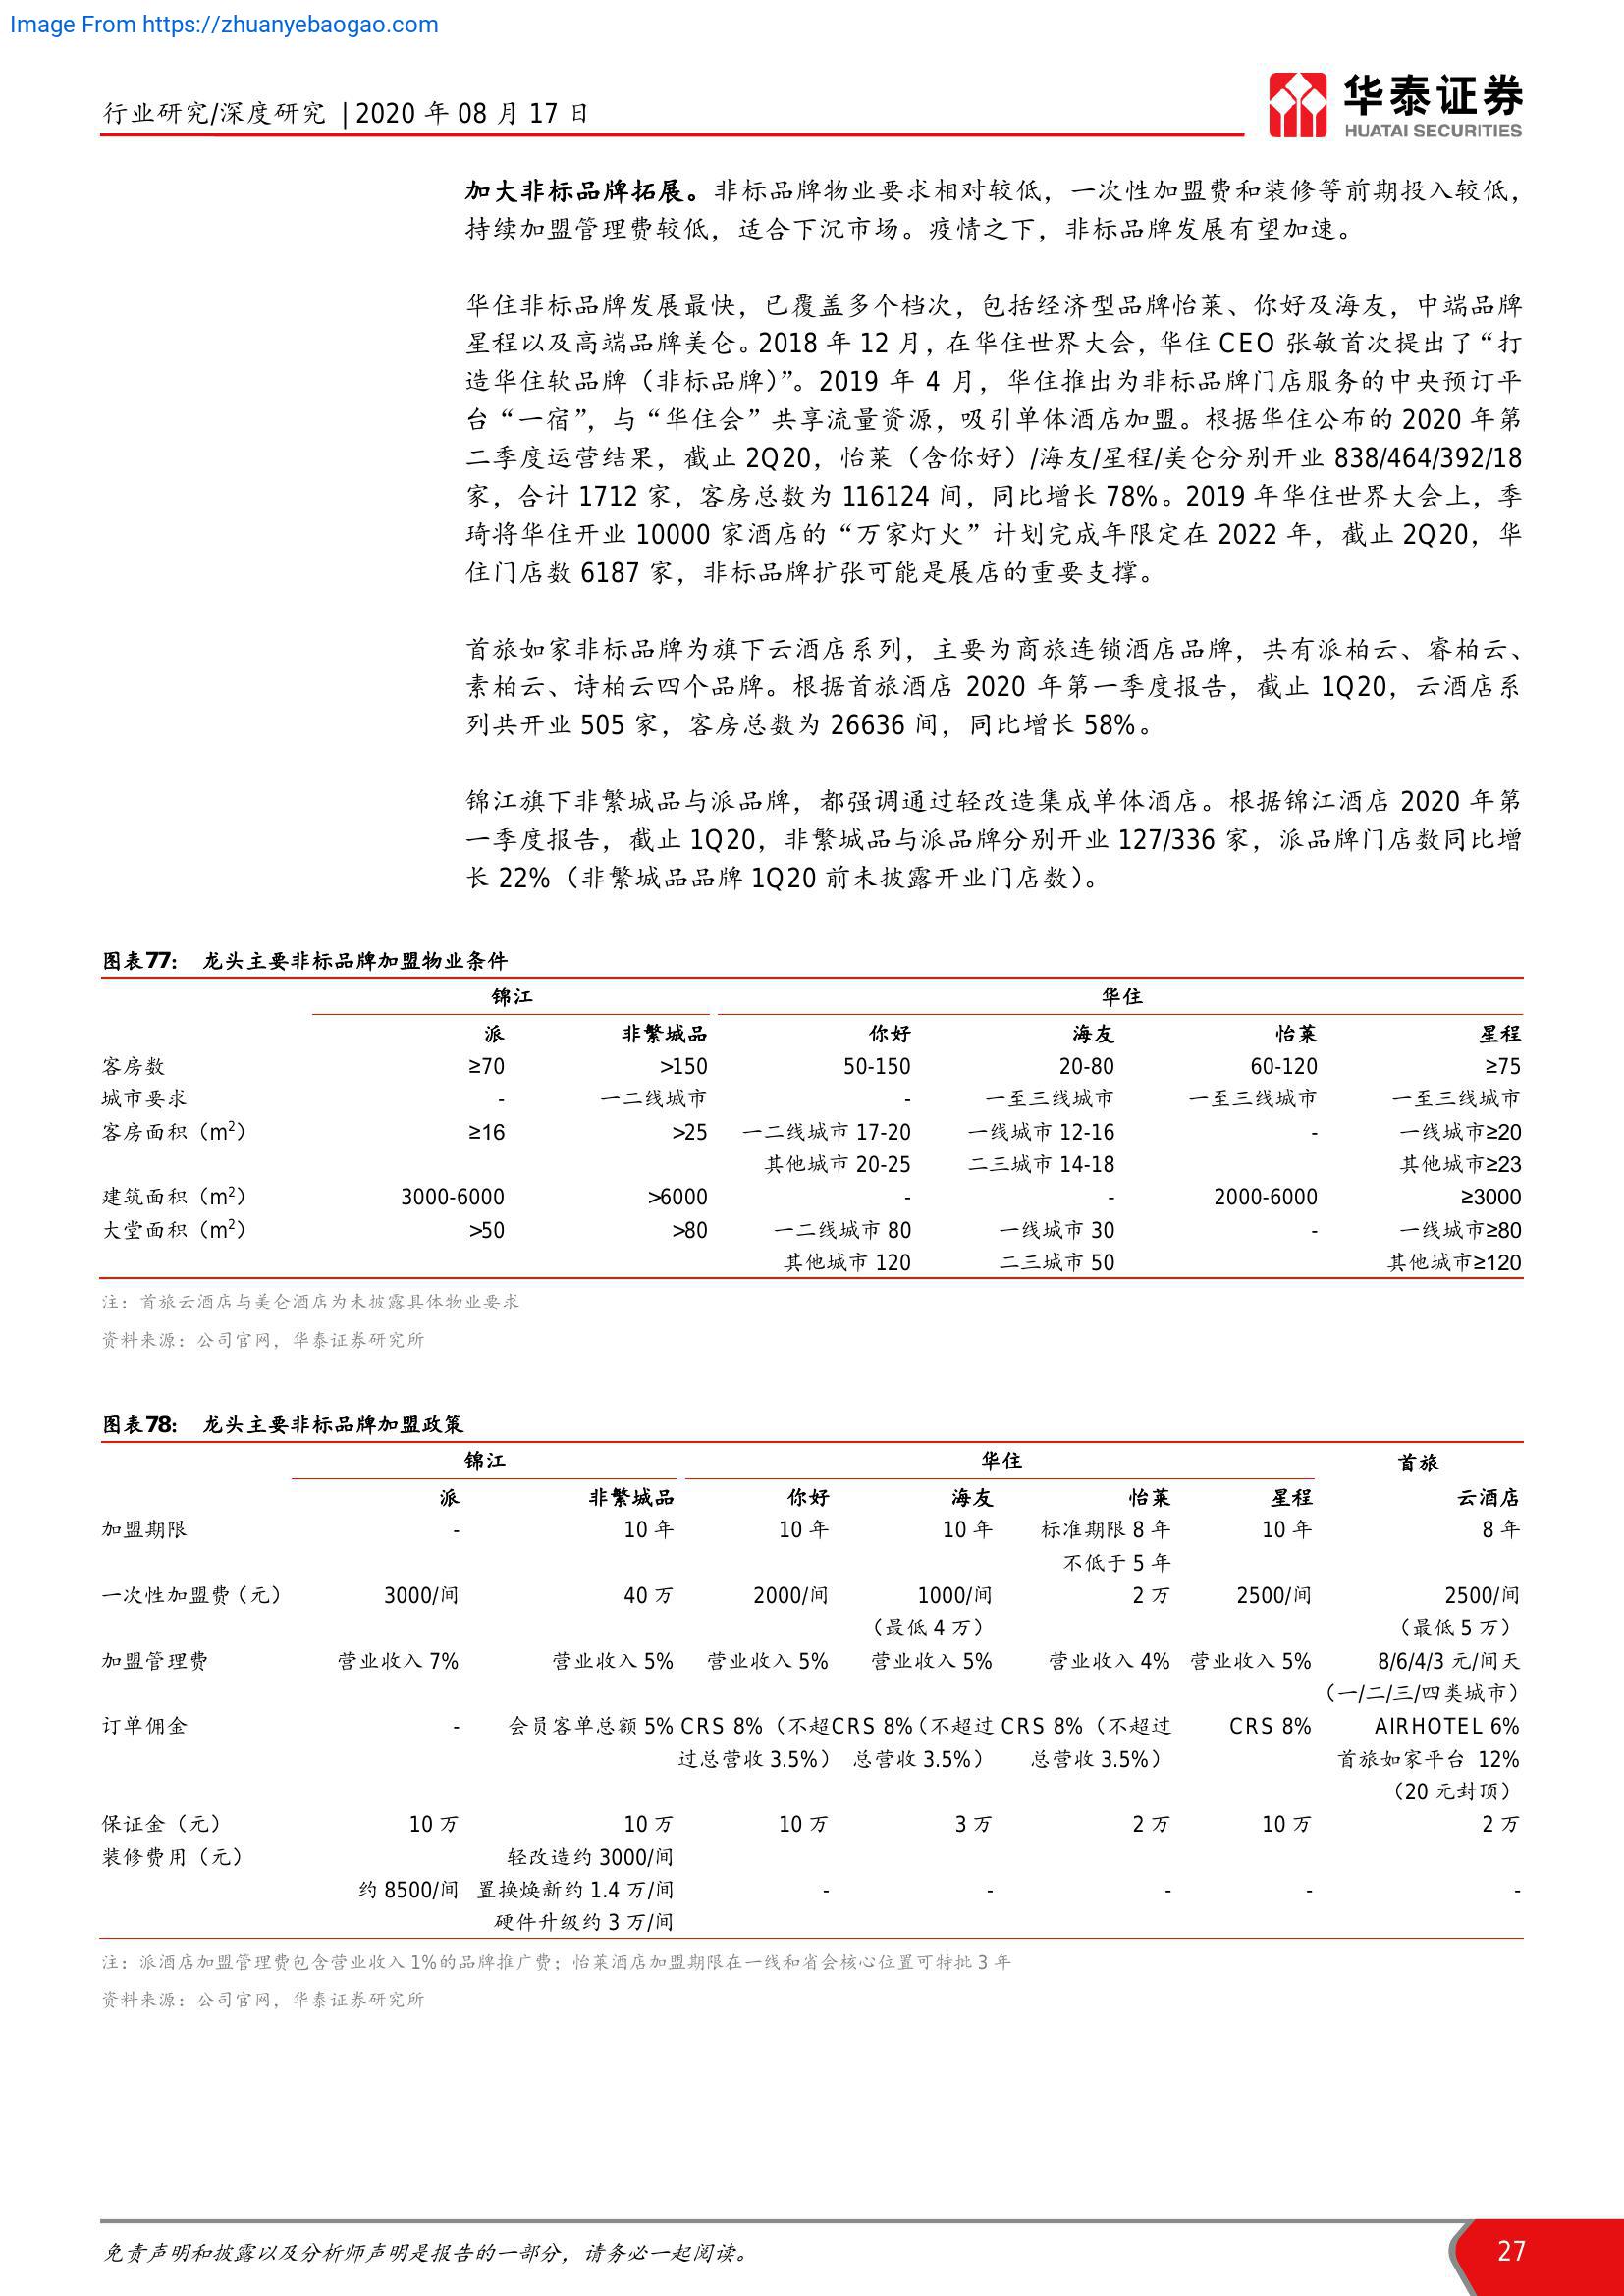 Image From https://zhuanyebaogao.com
行业研究/深度研究 | 2020 年 08 月 17 日
华泰证券
HUATAI SECURITIES
加大非标品牌拓展。非标品牌物业要求相对较低，一次性加盟费和装修等前期投入较低，
持续加盟管理费较低，适合下沉市场。疫情之下，非标品牌发展有望加速。
华住非标品牌发展最快，已覆盖多个档次，包括经济型品牌怡莱、你好及海友，中端品牌
星程以及高端品牌美仑。2018 年 12 月，在华住世界大会，华住 CEO 张敏首次提出了“打
造华住软品牌（非标品牌）”。2019 年 4 月，华住推出为非标品牌门店服务的中央预订平
台“一宿”，与“华住会”共享流量资源，吸引单体酒店加盟。根据华住公布的 2020 年第
二季度运营结果，截止 2Q20，怡莱（含你好）/海友/星程/美仑分别开业 838/464/392/18
家，合计 1712 家，客房总数为 116124 间，同比增长 78%。2019 年华住世界大会上，季
琦将华住开业 10000 家酒店的“万家灯火”计划完成年限定在 2022 年，截止 2Q20，华
住门店数 6187 家，非标品牌扩张可能是展店的重要支撑。
首旅如家非标品牌为旗下云酒店系列，主要为商旅连锁酒店品牌，共有派柏云、睿柏云、
素柏云、诗柏云四个品牌。根据首旅酒店 2020 年第一季度报告，截止 1Q20，云酒店系
列共开业 505 家，客房总数为 26636 间，同比增长 58%。
锦江旗下非繁城品与派品牌，都强调通过轻改造集成单体酒店。根据锦江酒店 2020 年第
一季度报告，截止 1Q20，非繁城品与派品牌分别开业 127/336 家，派品牌门店数同比增
长 22%（非繁城品品牌 1Q20 前未披露开业门店数）。
图表77： 龙头主要非标品牌加盟物业条件
锦江 华住
派 非繁城品 你好 海友 怡莱 星程
客房数 ≥70 >150 50-150 20-80 60-120 ≥75
城市要求 - 一二线城市 - 一至三线城市 一至三线城市 一至三线城市
客房面积（m²） ≥16 >25 一二线城市 17-20 一线城市 12-16 - 一线城市≥20
其他城市 20-25 二三城市 14-18 其他城市≥23
建筑面积（m²） 3000-6000 >6000 - - 2000-6000 ≥3000
大堂面积（m²） >50 >80 一二线城市 80 一线城市 30 - 一线城市≥80
其他城市 120 二三城市 50 其他城市≥120
注：首旅云酒店与美仑酒店为未披露具体物业要求
资料来源：公司官网，华泰证券研究所
图表78： 龙头主要非标品牌加盟政策
锦江 华住 首旅
派 非繁城品 你好 海友 怡莱 星程 云酒店
加盟期限 - 10 年 10 年 10 年 标准期限 8 年 10 年 8 年
不低于 5 年
一次性加盟费（元） 3000/间 40 万 2000/间 1000/间 2 万 2500/间 2500/间
（最低 4 万） （最低 5 万）
加盟管理费 营业收入 7% 营业收入 5% 营业收入 5% 营业收入 5% 营业收入 4% 营业收入 5% 8/6/4/3 元/间天
（一/二/三/四类城市）
订单佣金 - 会员客单总额 5% CRS 8%（不超 CRS 8%（不超过 CRS 8%（不超过 CRS 8% AIRHOTEL 6%
过总营收 3.5%） 总营收 3.5%） 总营收 3.5%） 首旅如家平台 12%
（20 元封顶）
保证金（元） 10 万 10 万 10 万 3 万 2 万 10 万 2 万
装修费用（元） 轻改造约 3000/间
约 8500/间 置换焕新约 1.4 万/间 - - - - -
硬件升级约 3 万/间
注：派酒店加盟管理费包含营业收入 1%的品牌推广费；怡莱酒店加盟期限在一线和省会核心位置可特批 3 年
资料来源：公司官网，华泰证券研究所
免责声明和披露以及分析师声明是报告的一部分，请务必一起阅读。
27